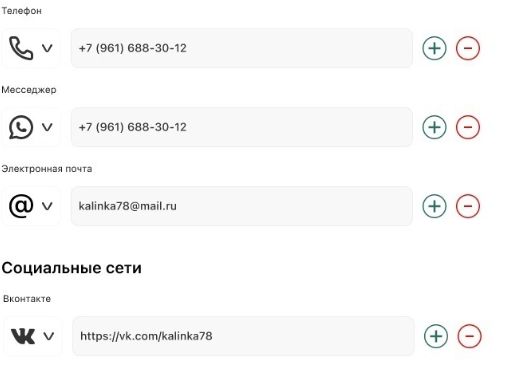 Телефон
+7 (961) 688-30-12
Месседжер
+7 (961) 688-30-12
Электронная почта
@ kalinka78@mail.ru
Социальные сети
Вконтакте
https://vk.com/kalinka78